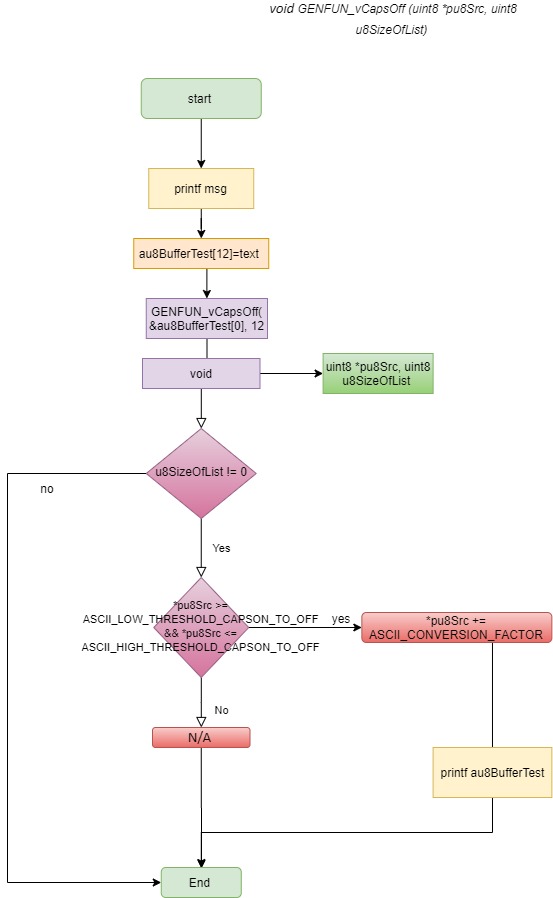 void GENFUN_vCapsOff (uint8 *pu8Src, uint8
u8SizeOfList)
start
printf msg
au8BufferTest[12]=text
GENFUN_vCapsOff(
&au8BufferTest[0], 12
void
uint8 *pu8Src, uint8
u8SizeOfList
u8SizeOfList != 0
no
Yes
*pu8Src >=
ASCII_LOW_THRESHOLD_CAPSON_TO_OFF
&& *pu8Src <=
ASCII_HIGH_THRESHOLD_CAPSON_TO_OFF
yes
*pu8Src +=
ASCII_CONVERSION_FACTOR
No
N/A
printf au8BufferTest
End